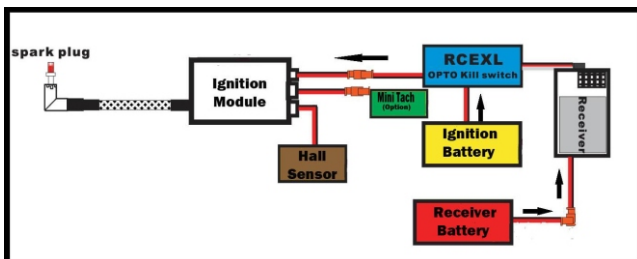 spark plug
Ignition
Module
RCEXL
OPTO Kill switch
Mini Tach
(Option)
Receiver
Hall
Sensor
Ignition
Battery
Receiver
Battery